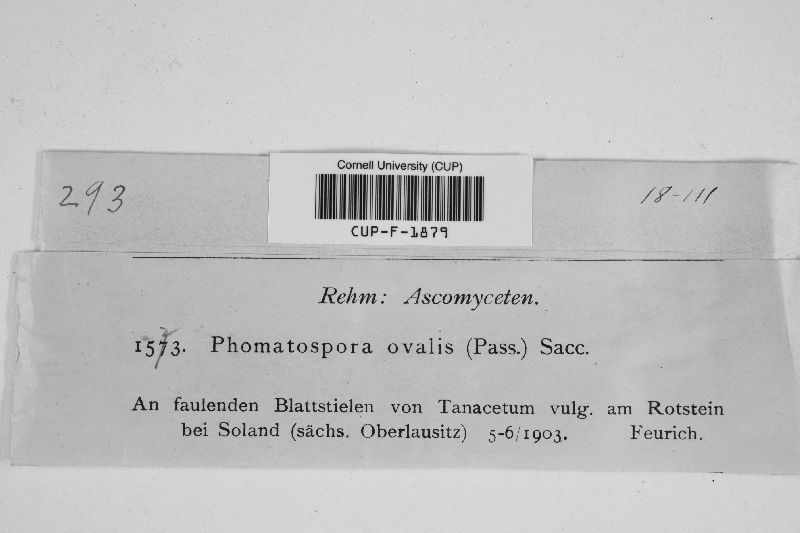 Cornell University (CUP)
293
18-111
CUP-F-1879
Rehm: Ascomyceten.
1573. Phomatospora ovalis (Pass.) Sacc.
An faulenden Blattstielen von Tanacetum vulg. am Rotstein
bei Soland (sächs. Oberlausitz) 5-6/1903. Feurich.